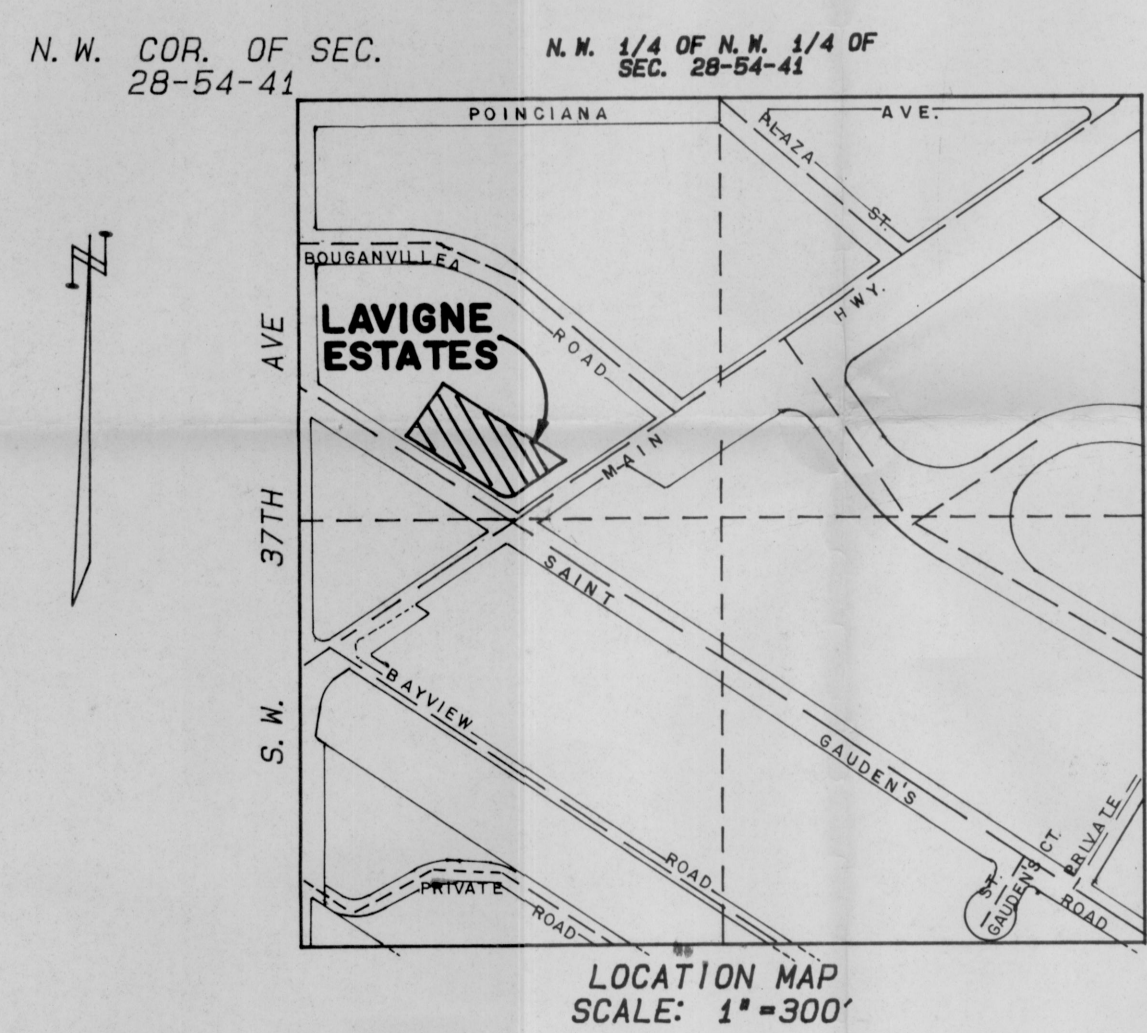 N. W. COR. OF SEC.
28-54-41
N. W. 1/4 OF N. W. 1/4 OF
SEC. 28-54-41
POINCIANA
AVE.
PLAZA
ST.
BOUGANVILLEA
ROAD
HWY.
MAIN
LAVIGNE
ESTATES
S. W. 37TH AVE
N
SAINT
GAUDEN'S
ROAD
BAYVIEW
ROAD
PRIVATE
ROAD
ST.
GAUDEN'S CT.
PRIVATE
LOCATION MAP
SCALE: 1"=300'